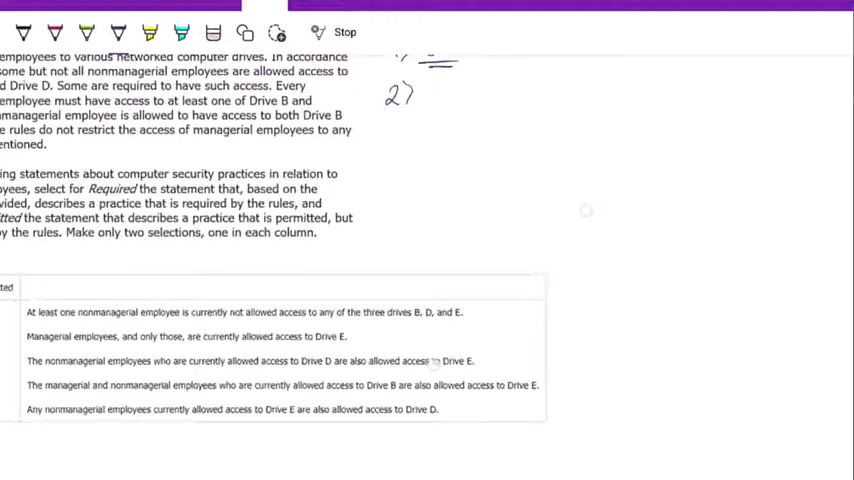 Stop
employees to various networked computer drives. In accordance
some but not all nonmanagerial employees are allowed access to
d Drive D. Some are required to have such access. Every
employee must have access to at least one of Drive B and
nmanagerial employee is allowed to have access to both Drive B
e rules do not restrict the access of managerial employees to any
entioned.
2)
ing statements about computer security practices in relation to
oyees, select for Required the statement that, based on the
vided, describes a practice that is required by the rules, and
tted the statement that describes a practice that is permitted, but
by the rules. Make only two selections, one in each column.
ted
At least one nonmanagerial employee is currently not allowed access to any of the three drives B, D, and E.
Managerial employees, and only those, are currently allowed access to Drive E.
The nonmanagerial employees who are currently allowed access to Drive D are also allowed access to Drive E.
The managerial and nonmanagerial employees who are currently allowed access to Drive B are also allowed access to Drive E.
Any nonmanagerial employees currently allowed access to Drive E are also allowed access to Drive D.